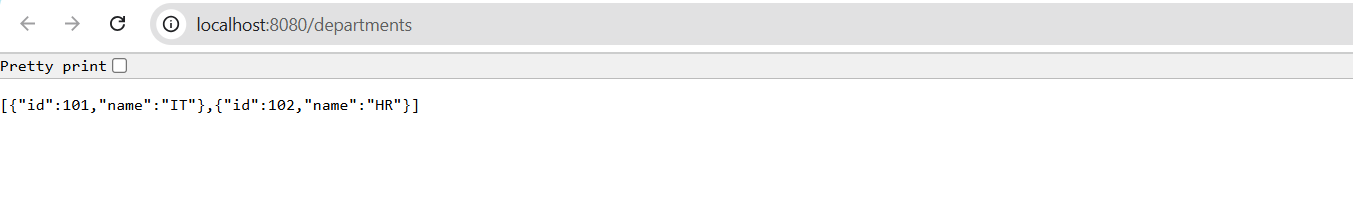 localhost:8080/departments
Pretty print
[{"id":101,"name":"IT"},{"id":102,"name":"HR"}]